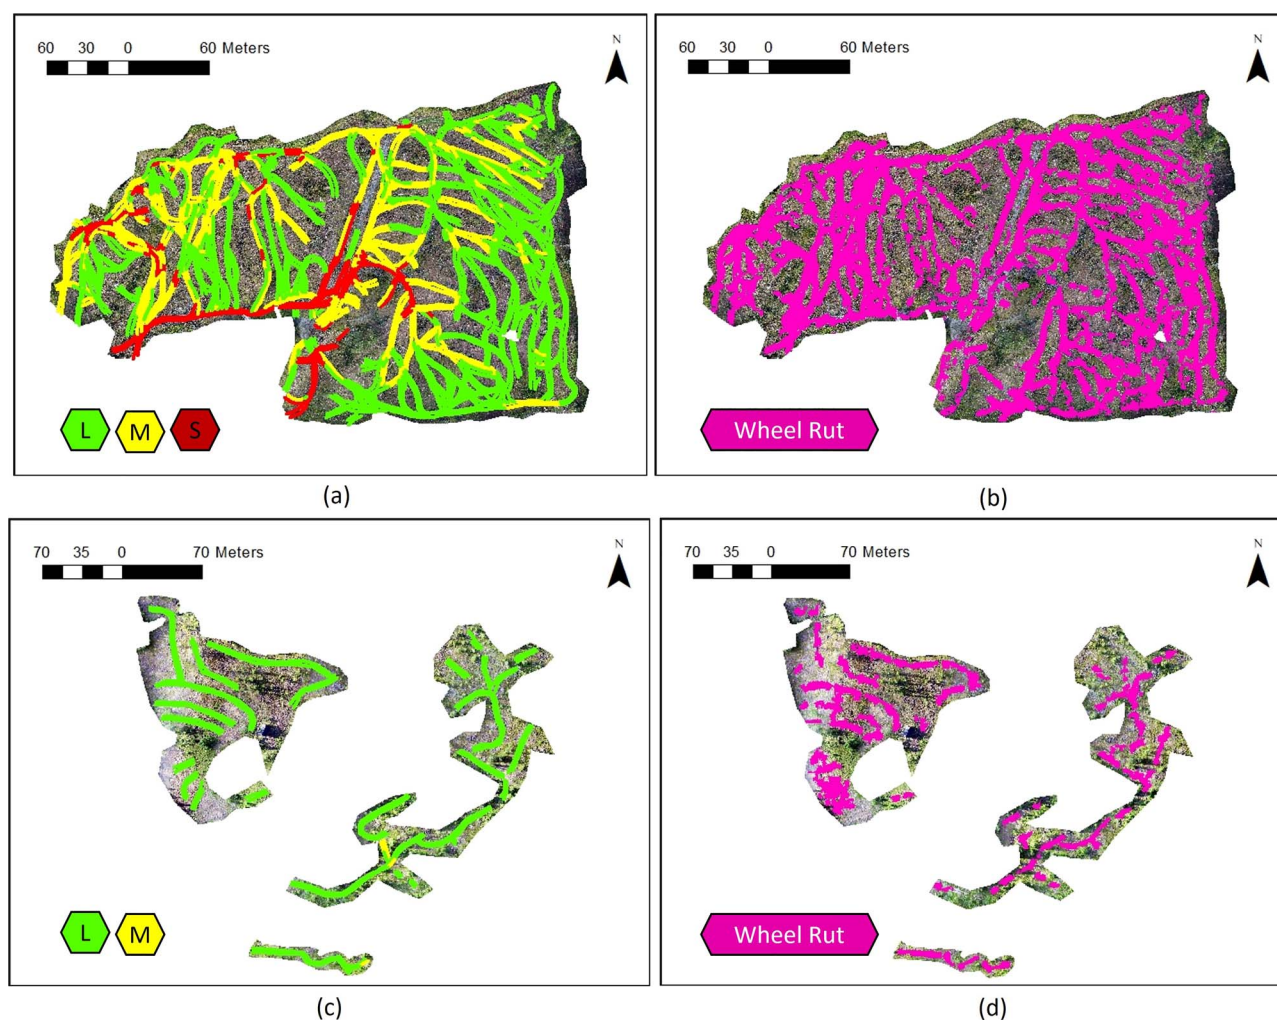 60 30 0 60 Meters
N
L M S
(a)
60 30 0 60 Meters
N
Wheel Rut
(b)
70 35 0 70 Meters
N
L M
(c)
70 35 0 70 Meters
N
Wheel Rut
(d)